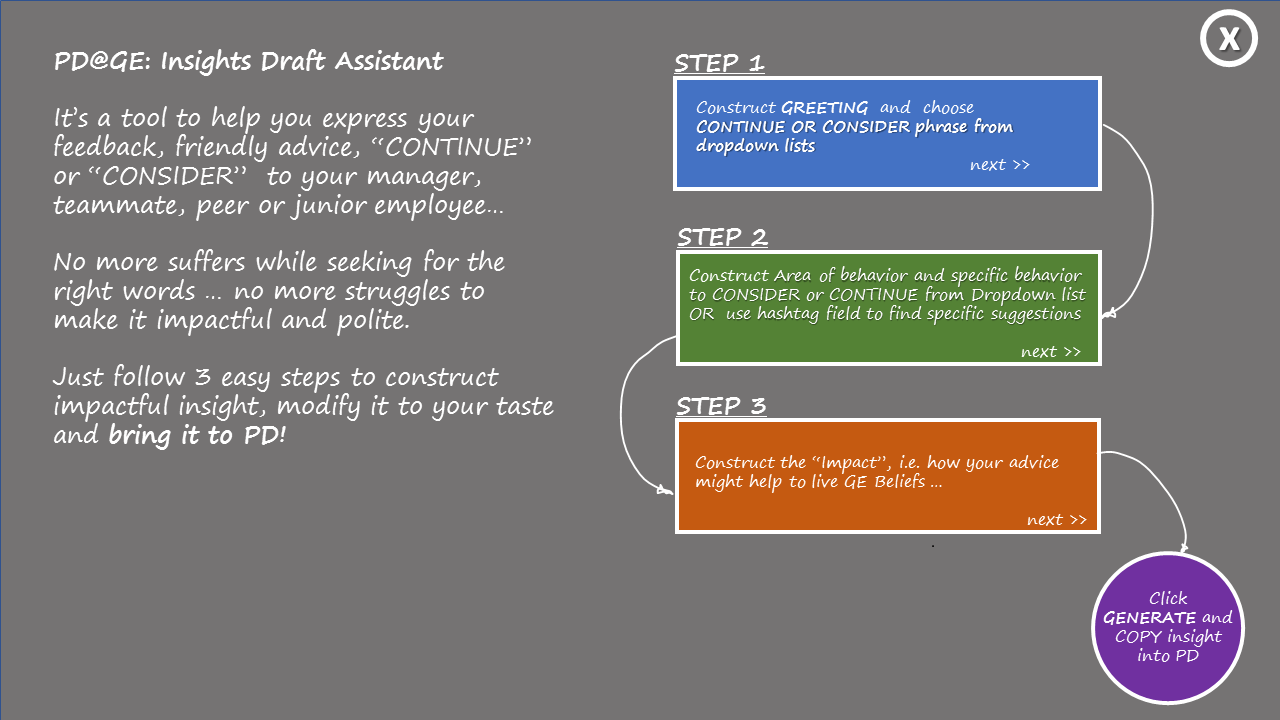 X
PD@GE: Insights Draft Assistant
It's a tool to help you express your
feedback, friendly advice, “CONTINUE”
or “CONSIDER” to your manager,
teammate, peer or junior employee...
No more suffers while seeking for the
right words ... no more struggles to
make it impactful and polite.
Just follow 3 easy steps to construct
impactful insight, modify it to your taste
and bring it to PD!
STEP 1
Construct GREETING and choose
CONTINUE OR CONSIDER phrase from
dropdown lists
next >>
STEP 2
Construct Area of behavior and specific behavior
to CONSIDER or CONTINUE from Dropdown list
OR use hashtag field to find specific suggestions
next >>
STEP 3
Construct the “Impact”, i.e. how your advice
might help to live GE Beliefs ...
next >>
Click
GENERATE and
COPY insight
into PD